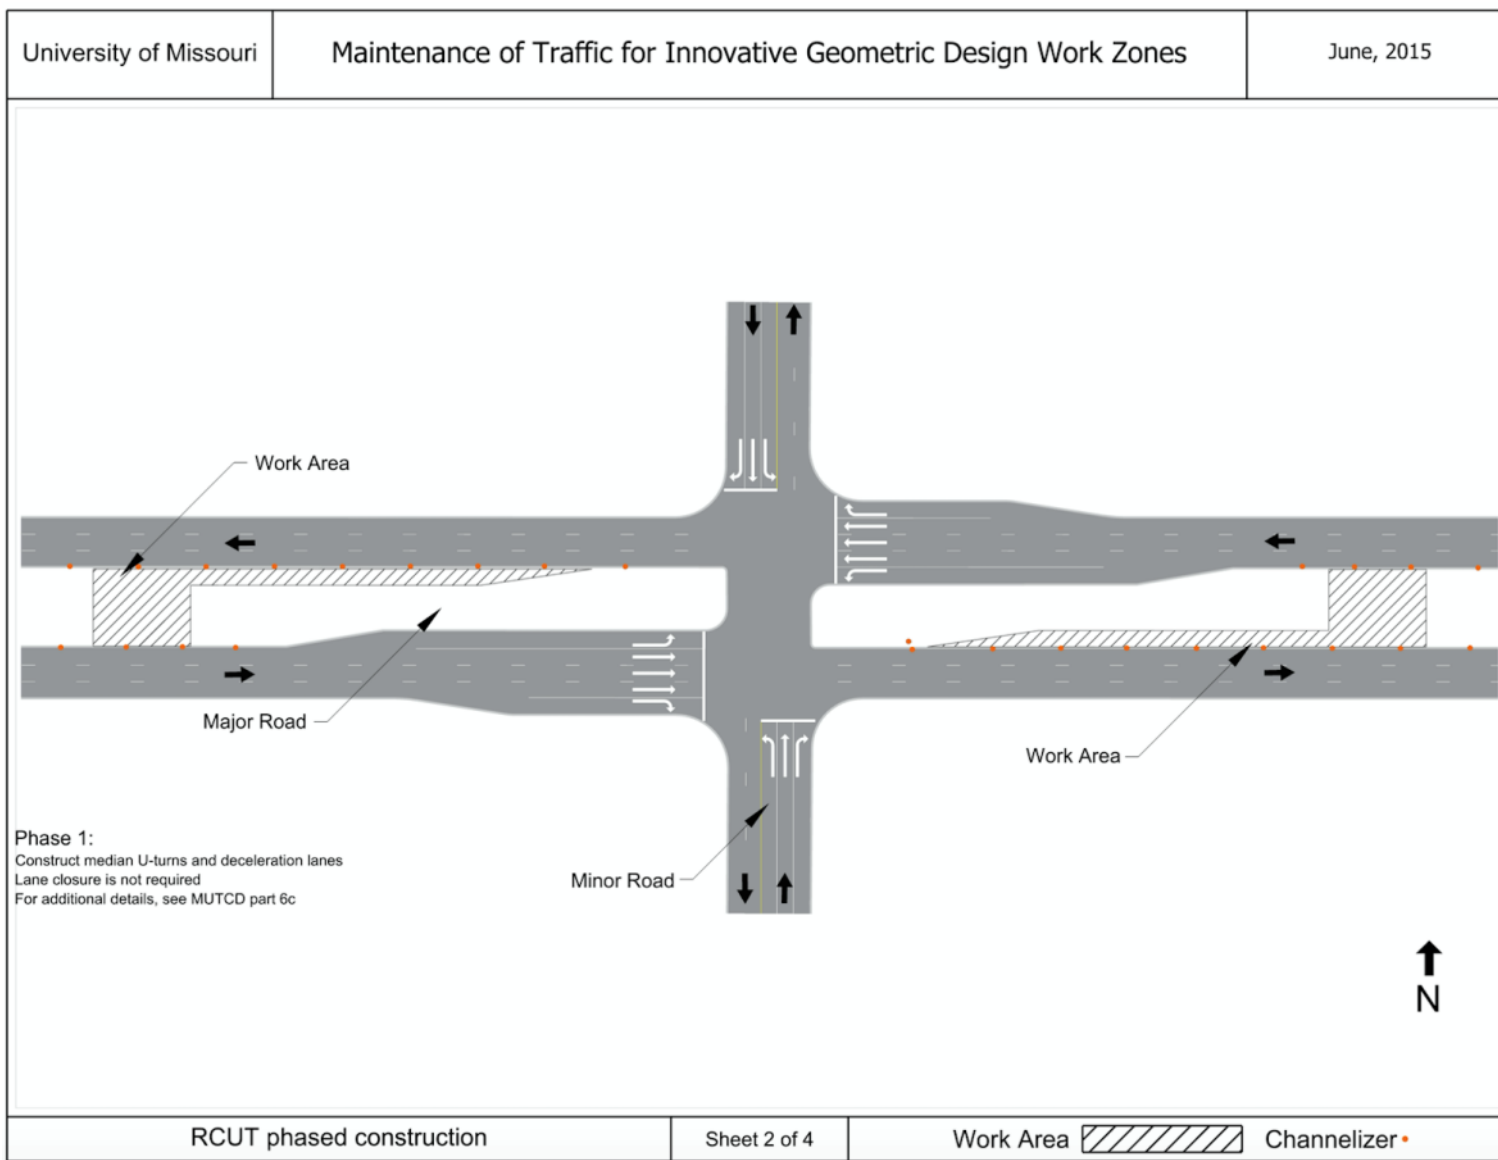 University of Missouri
Maintenance of Traffic for Innovative Geometric Design Work Zones
June, 2015
Work Area
Major Road
Work Area
Phase 1:
Construct median U-turns and deceleration lanes
Lane closure is not required
For additional details, see MUTCD part 6c
Minor Road
N
RCUT phased construction
Sheet 2 of 4
Work Area
Channelizer